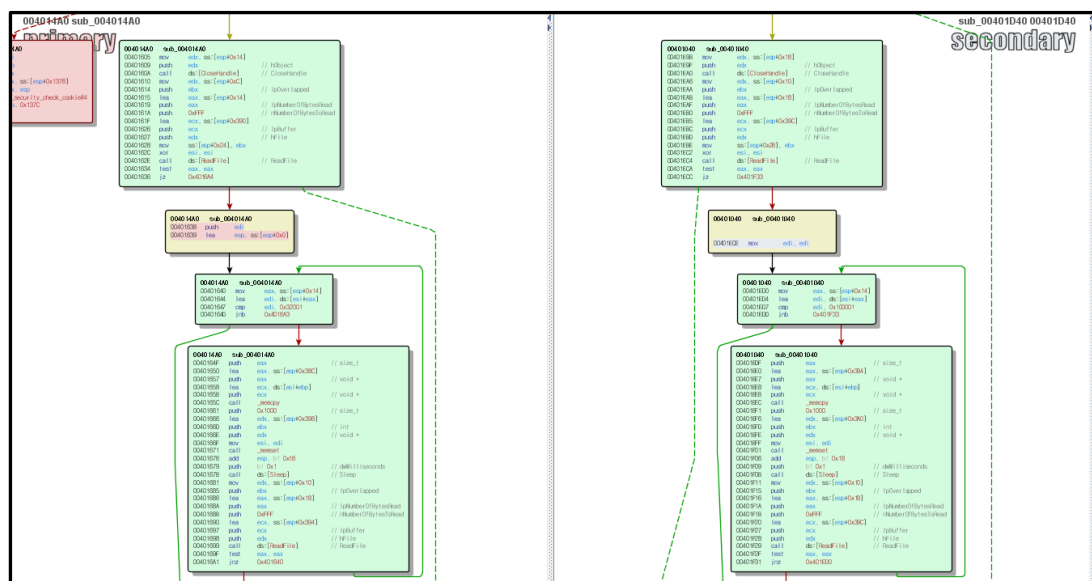 004014A0 sub_004014A0
primary
ss:[esp+0x1378]
esp
_security_check_cookie@4
0x137C
004014A0 sub_004014A0
00401605 mov edx, ss:[esp+0x14]
00401609 push edx // hObject
0040160A call ds:[CloseHandle] // CloseHandle
00401610 mov edx, ss:[esp+0xC]
00401614 push ebx // lpOverlapped
00401615 lea eax, ss:[esp+0x14]
00401619 push eax // lpNumberOfBytesRead
0040161A push 0xFFF // nNumberOfBytesToRead
0040161F lea ecx, ss:[esp+0x390]
00401626 push ecx // lpBuffer
00401627 push edx // hFile
00401628 mov ss:[esp+0x24], ebx
0040162C xor esi, esi
0040162E call ds:[ReadFile] // ReadFile
00401634 test eax, eax
00401636 jz 0x4016A4
004014A0 sub_004014A0
00401638 push edi
00401639 lea esp, ss:[esp+0x0]
004014A0 sub_004014A0
00401640 mov eax, ss:[esp+0x14]
00401644 lea edi, ds:[esi+eax]
00401647 cmp edi, 0x32001
0040164D jnb 0x4016A3
004014A0 sub_004014A0
0040164F push eax // size_t
00401650 lea eax, ss:[esp+0x38C]
00401657 push eax // void *
00401658 lea ecx, ds:[esi+ebp]
0040165B push ecx // void *
0040165C call _memcpy
00401661 push 0x1000 // size_t
00401666 lea edx, ss:[esp+0x398]
0040166D push ebx // int
0040166E push edx // void *
0040166F mov esi, edi
00401671 call _memset
00401676 add esp, b1 0x18
00401679 push b1 0x1 // dwMilliseconds
0040167B call ds:[Sleep] // Sleep
00401681 mov edx, ss:[esp+0x10]
00401685 push ebx // lpOverlapped
00401686 lea eax, ss:[esp+0x18]
0040168A push eax // lpNumberOfBytesRead
0040168B push 0xFFF // nNumberOfBytesToRead
00401690 lea ecx, ss:[esp+0x394]
00401697 push ecx // lpBuffer
00401698 push edx // hFile
00401699 call ds:[ReadFile] // ReadFile
0040169F test eax, eax
004016A1 jnz 0x401640
sub_00401D40 00401D40
secondary
00401D40 sub_00401D40
00401E9B mov edx, ss:[esp+0x18]
00401E9F push edx // hObject
00401EA0 call ds:[CloseHandle] // CloseHandle
00401EA6 mov edx, ss:[esp+0x10]
00401EAA push ebx // lpOverlapped
00401EAB lea eax, ss:[esp+0x18]
00401EAF push eax // lpNumberOfBytesRead
00401EB0 push 0xFFF // nNumberOfBytesToRead
00401EB5 lea ecx, ss:[esp+0x39C]
00401EBC push ecx // lpBuffer
00401EBD push edx // hFile
00401EBE mov ss:[esp+0x28], ebx
00401EC2 xor esi, esi
00401EC4 call ds:[ReadFile] // ReadFile
00401ECA test eax, eax
00401ECC jz 0x401F33
00401D40 sub_00401D40
00401ECE mov edi, edi
00401D40 sub_00401D40
00401ED0 mov eax, ss:[esp+0x14]
00401ED4 lea edi, ds:[esi+eax]
00401ED7 cmp edi, 0x100001
00401EDD jnb 0x401F33
00401D40 sub_00401D40
00401EDF push eax // size_t
00401EE0 lea eax, ss:[esp+0x394]
00401EE7 push eax // void *
00401EE8 lea ecx, ds:[esi+ebp]
00401EEB push ecx // void *
00401EEC call _memcpy
00401EF1 push 0x1000 // size_t
00401EF6 lea edx, ss:[esp+0x3A0]
00401EFD push ebx // int
00401EFE push edx // void *
00401EFF mov esi, edi
00401F01 call _memset
00401F06 add esp, b1 0x18
00401F09 push b1 0x1 // dwMilliseconds
00401F0B call ds:[Sleep] // Sleep
00401F11 mov edx, ss:[esp+0x10]
00401F15 push ebx // lpOverlapped
00401F16 lea eax, ss:[esp+0x18]
00401F1A push eax // lpNumberOfBytesRead
00401F1B push 0xFFF // nNumberOfBytesToRead
00401F20 lea ecx, ss:[esp+0x39C]
00401F27 push ecx // lpBuffer
00401F28 push edx // hFile
00401F29 call ds:[ReadFile] // ReadFile
00401F2F test eax, eax
00401F31 jnz 0x401ED0